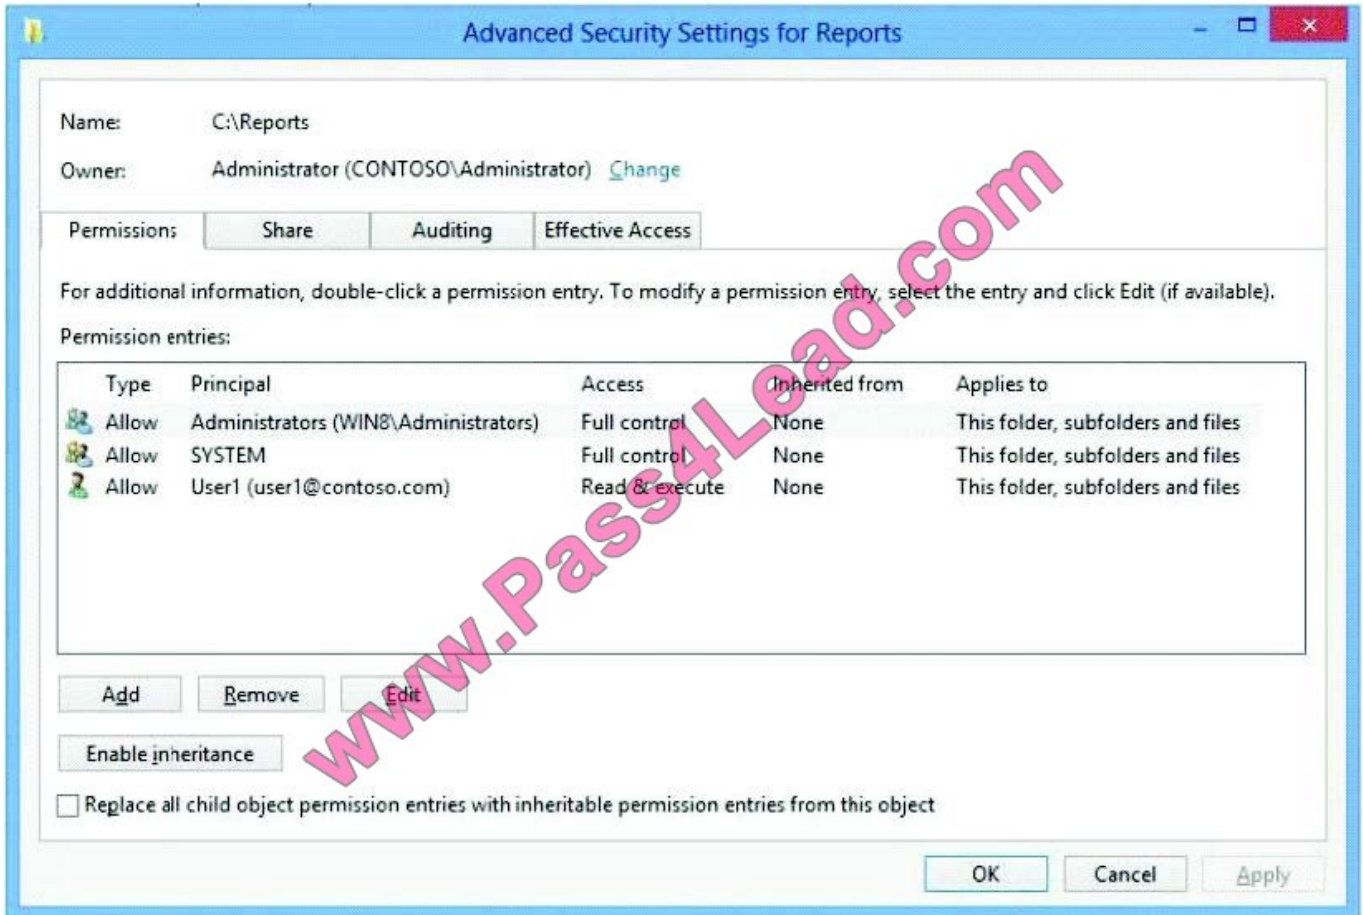 Advanced Security Settings for Reports
Name: C:\Reports
Owner: Administrator (CONTOSO\Administrator) Change
Permissions Share Auditing Effective Access
For additional information, double-click a permission entry. To modify a permission entry, select the entry and click Edit (if available).
Permission entries:
Type Principal Access Inherited from Applies to
Allow Administrators (WIN8\Administrators) Full control None This folder, subfolders and files
Allow SYSTEM Full control None This folder, subfolders and files
Allow User1 (user1@contoso.com) Read & execute None This folder, subfolders and files
www.Pass4Lead.com
Add Remove Edit
Enable inheritance
Replace all child object permission entries with inheritable permission entries from this object
OK Cancel Apply